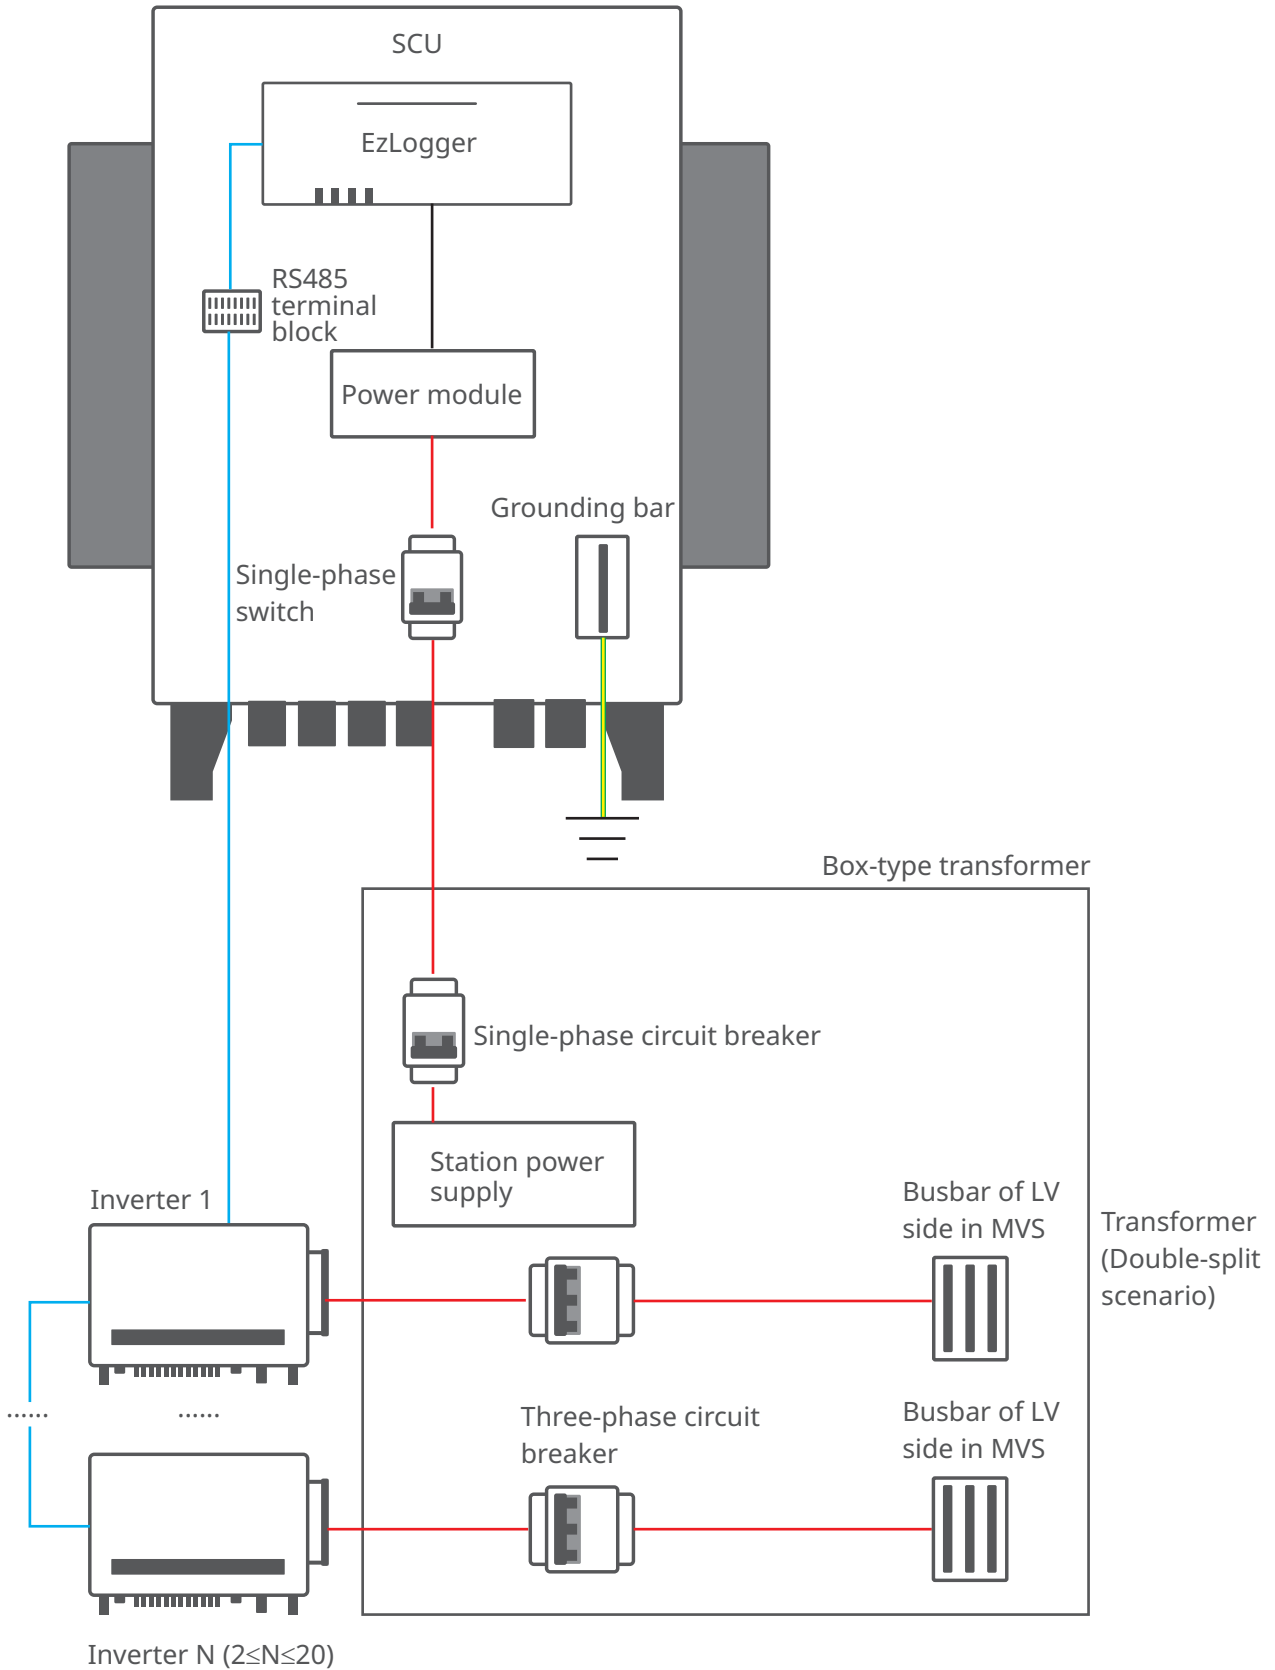 SCU
EzLogger
RS485
terminal
block
Power module
Grounding bar
Single-phase
switch
Box-type transformer
Single-phase circuit breaker
Station power
supply
Inverter 1
Busbar of LV
side in MVS
Transformer
(Double-split
scenario)
......
......
Three-phase circuit
breaker
Busbar of LV
side in MVS
Inverter N (2≤N≤20)